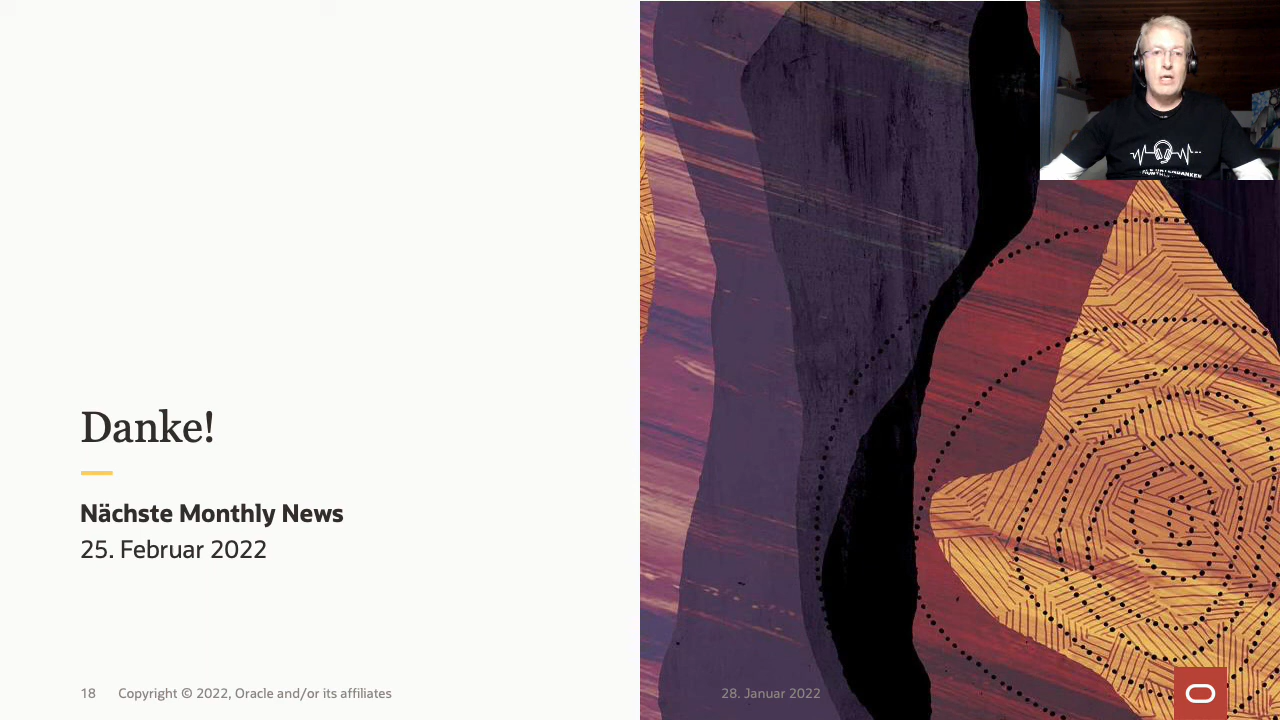 Danke!
Nächste Monthly News
25. Februar 2022
18 Copyright © 2022, Oracle and/or its affiliates
28. Januar 2022